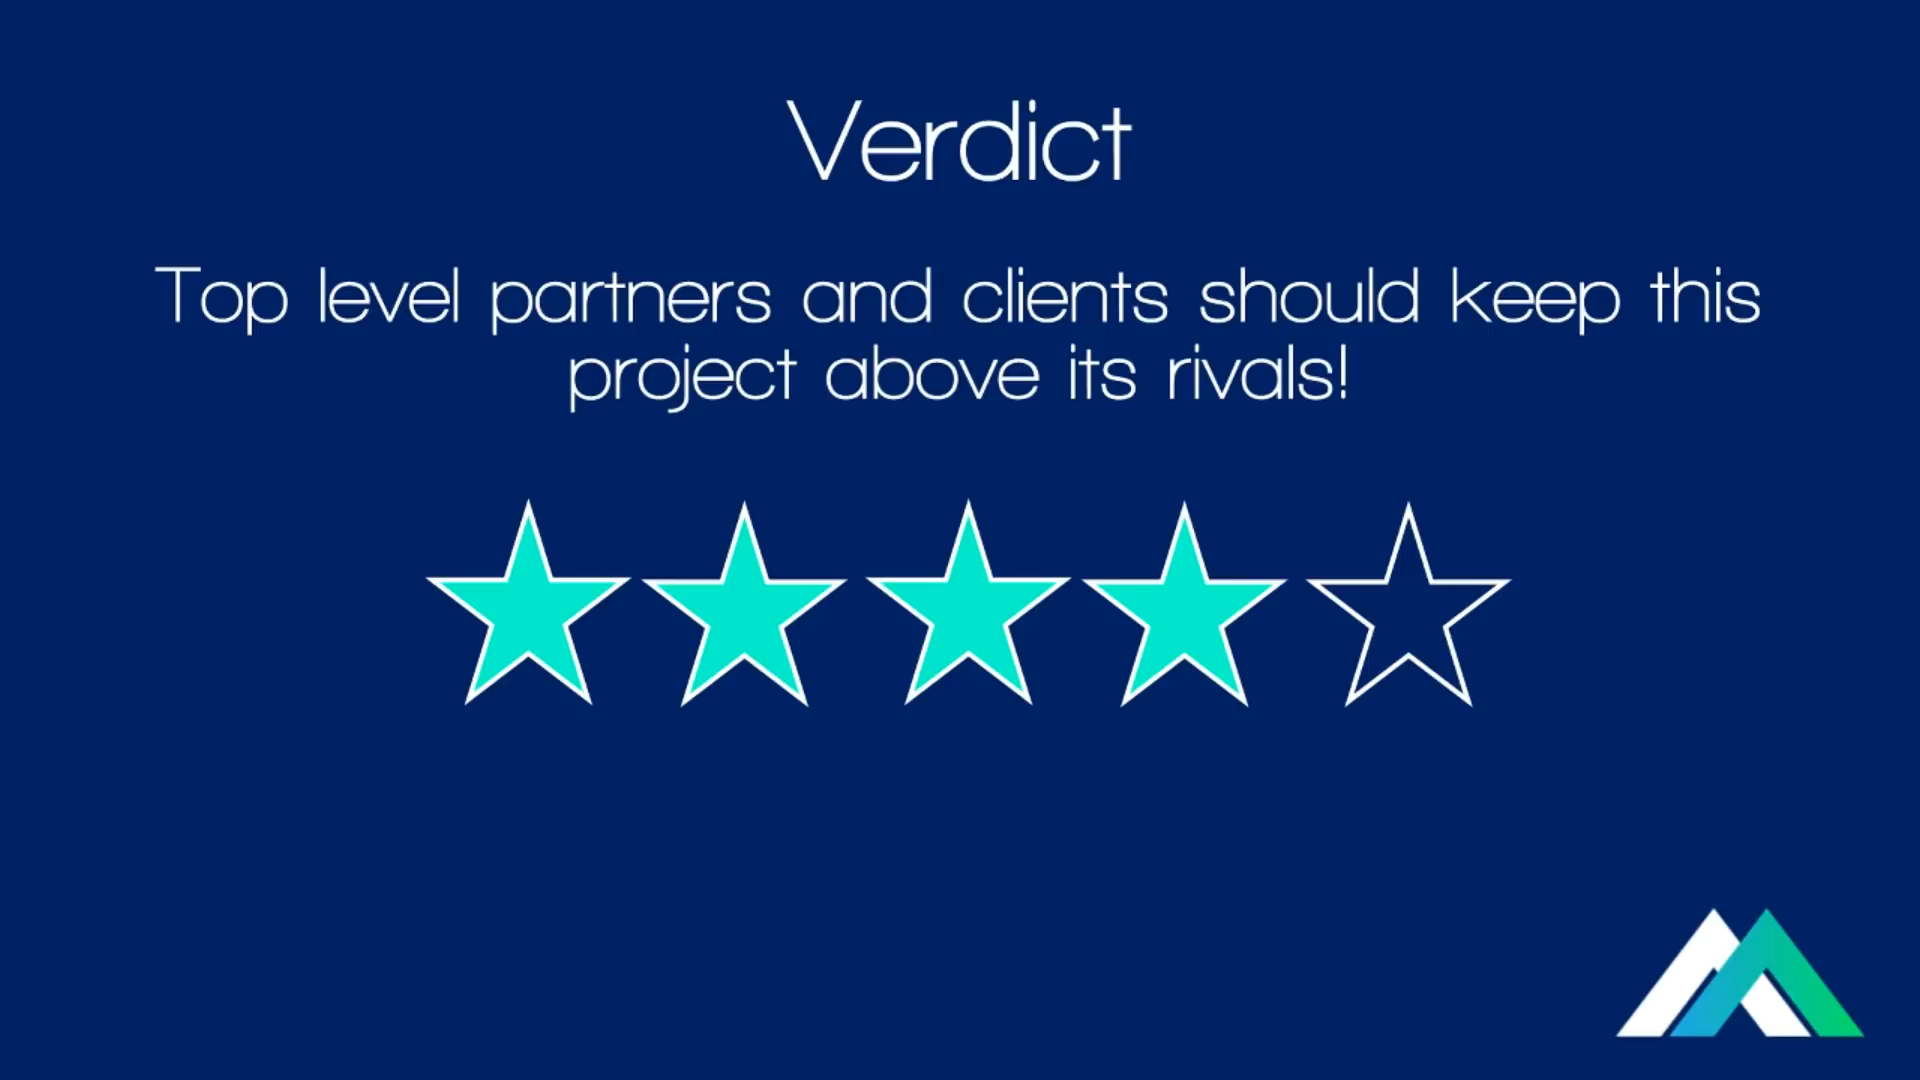 Verdict
Top level partners and clients should keep this
project above its rivals!